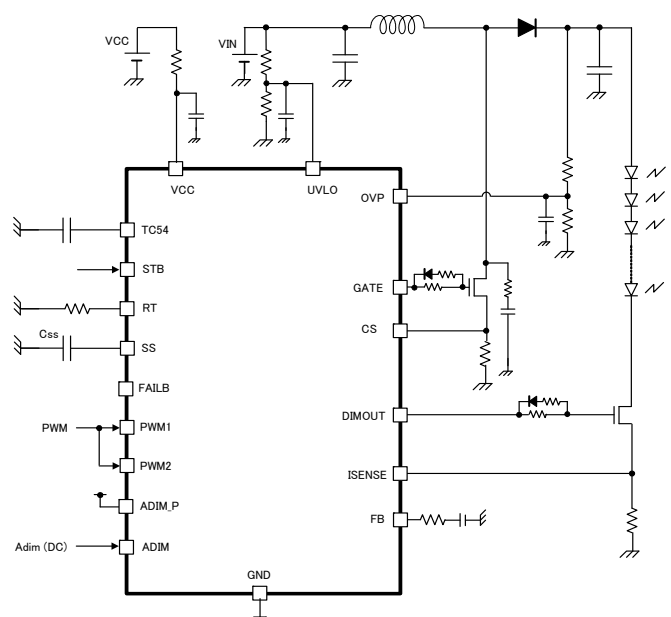 VCC
VIN
VCC
UVLO
OVP
TC54
STB
GATE
RT
CS
Css
SS
FAILB
DIMOUT
PWM
PWM1
PWM2
ISENSE
ADIM_P
FB
Adim (DC)
ADIM
GND